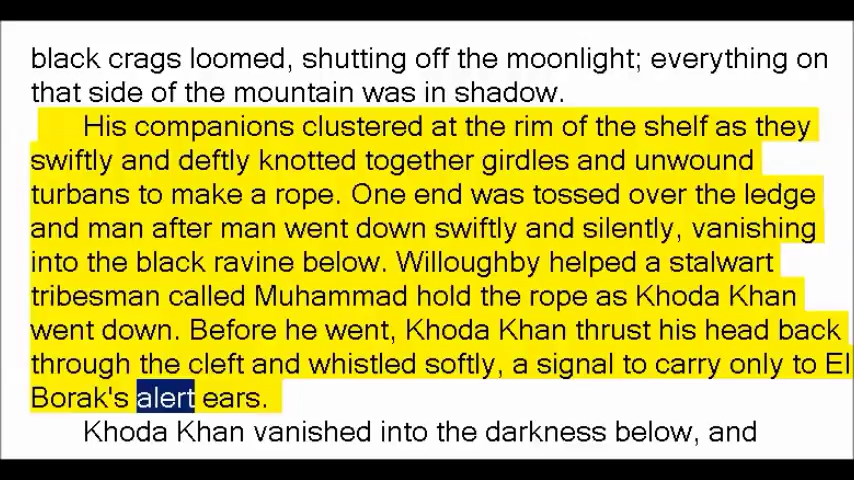 black crags loomed, shutting off the moonlight; everything on
that side of the mountain was in shadow.
His companions clustered at the rim of the shelf as they
swiftly and deftly knotted together girdles and unwound
turbans to make a rope. One end was tossed over the ledge
and man after man went down swiftly and silently, vanishing
into the black ravine below. Willoughby helped a stalwart
tribesman called Muhammad hold the rope as Khoda Khan
went down. Before he went, Khoda Khan thrust his head back
through the cleft and whistled softly, a signal to carry only to El
Borak's alert ears.
Khoda Khan vanished into the darkness below, and